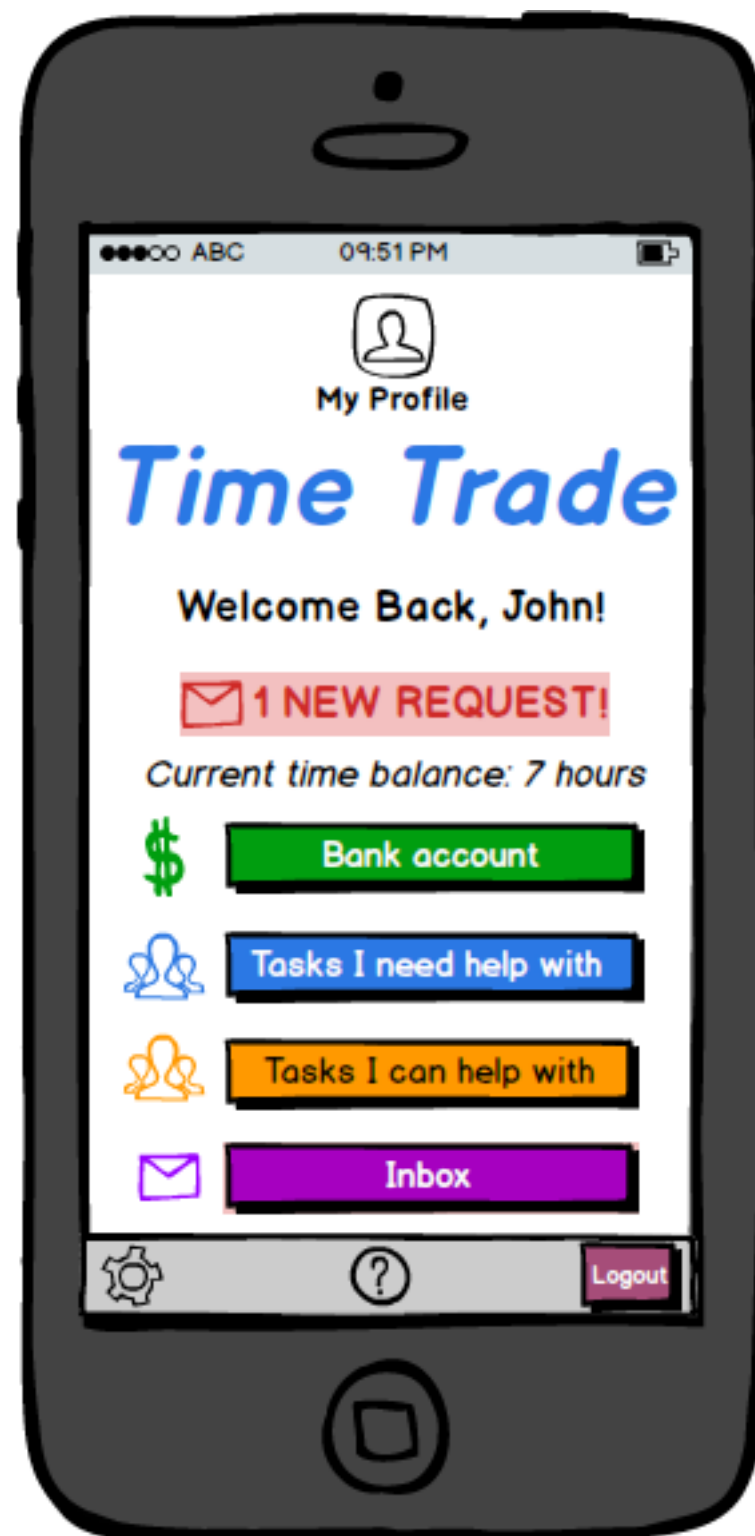 ABC 09:51 PM
My Profile
Time Trade
Welcome Back, John!
1 NEW REQUEST!
Current time balance: 7 hours
$
Bank account
Tasks I need help with
Tasks I can help with
Inbox
?
Logout